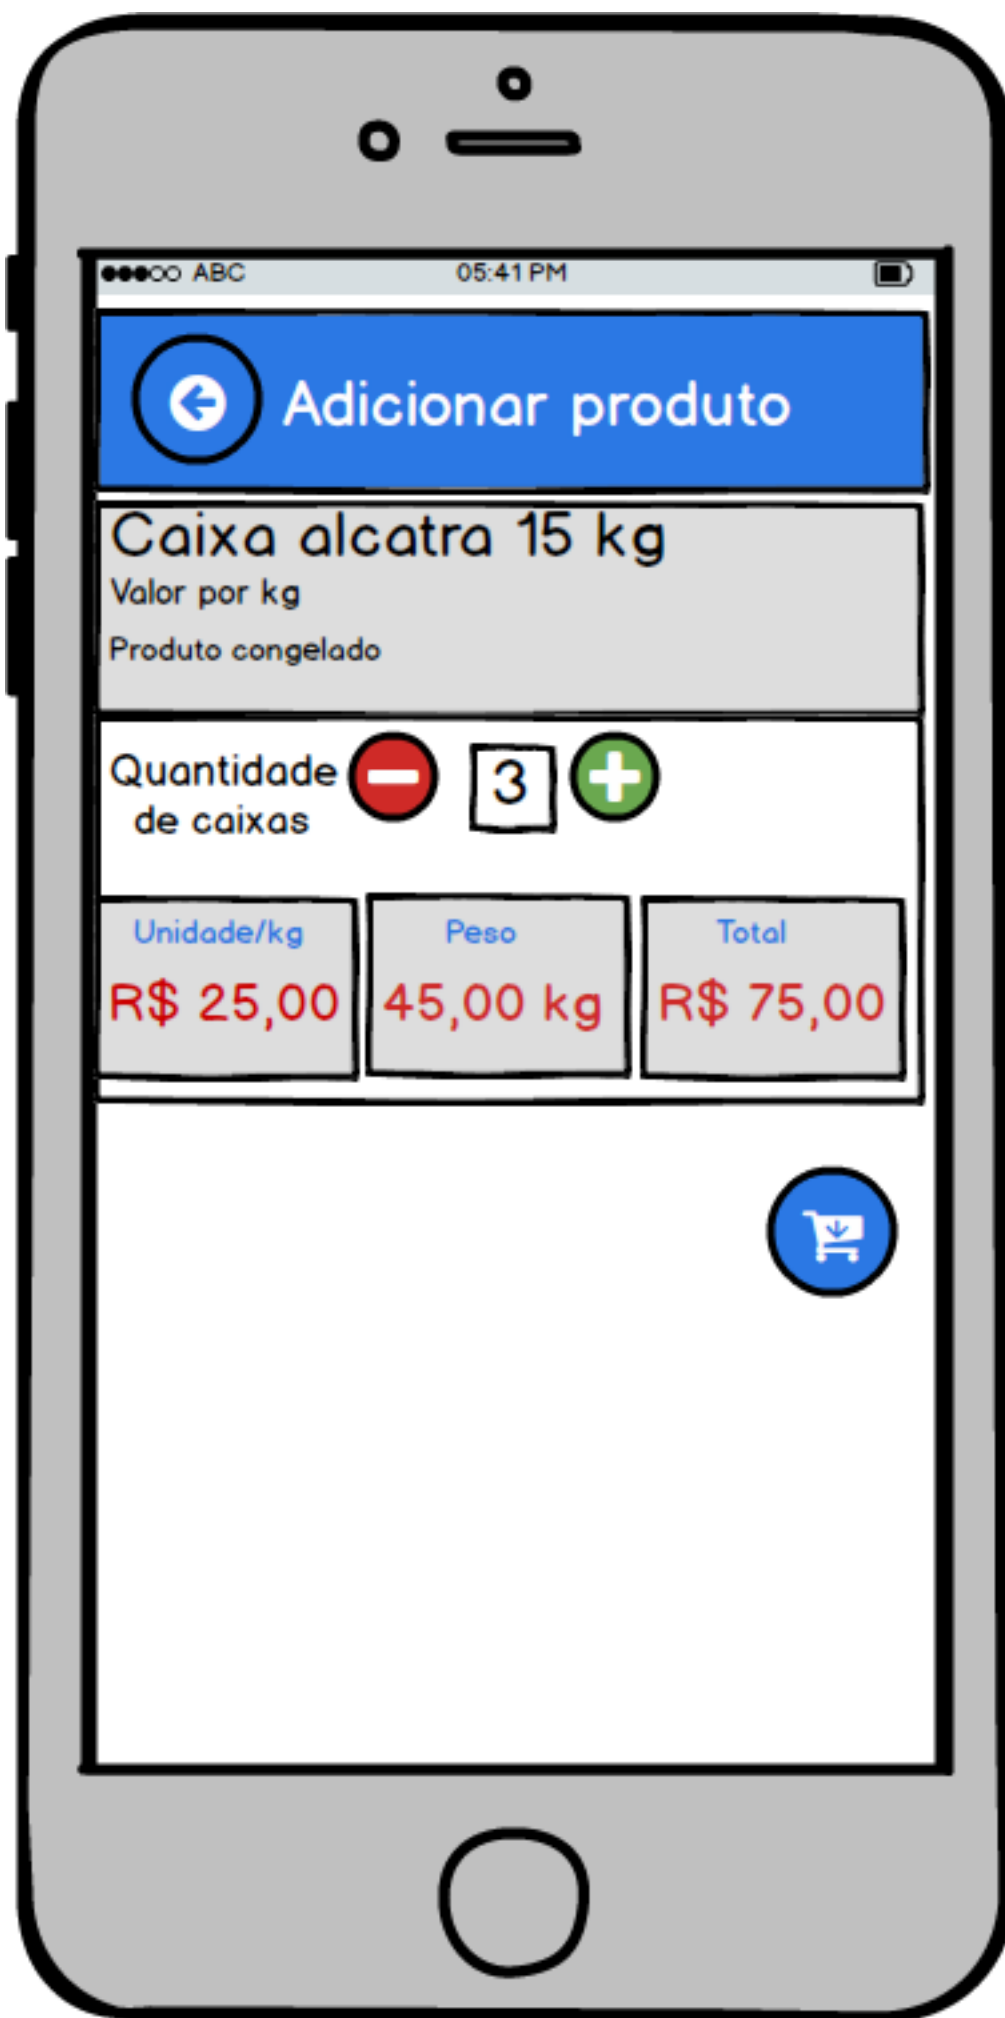 ABC 05:41 PM
Adicionar produto
Caixa alcatra 15 kg
Valor por kg
Produto congelado
Quantidade
de caixas
3
Unidade/kg Peso Total
R$ 25,00 45,00 kg R$ 75,00